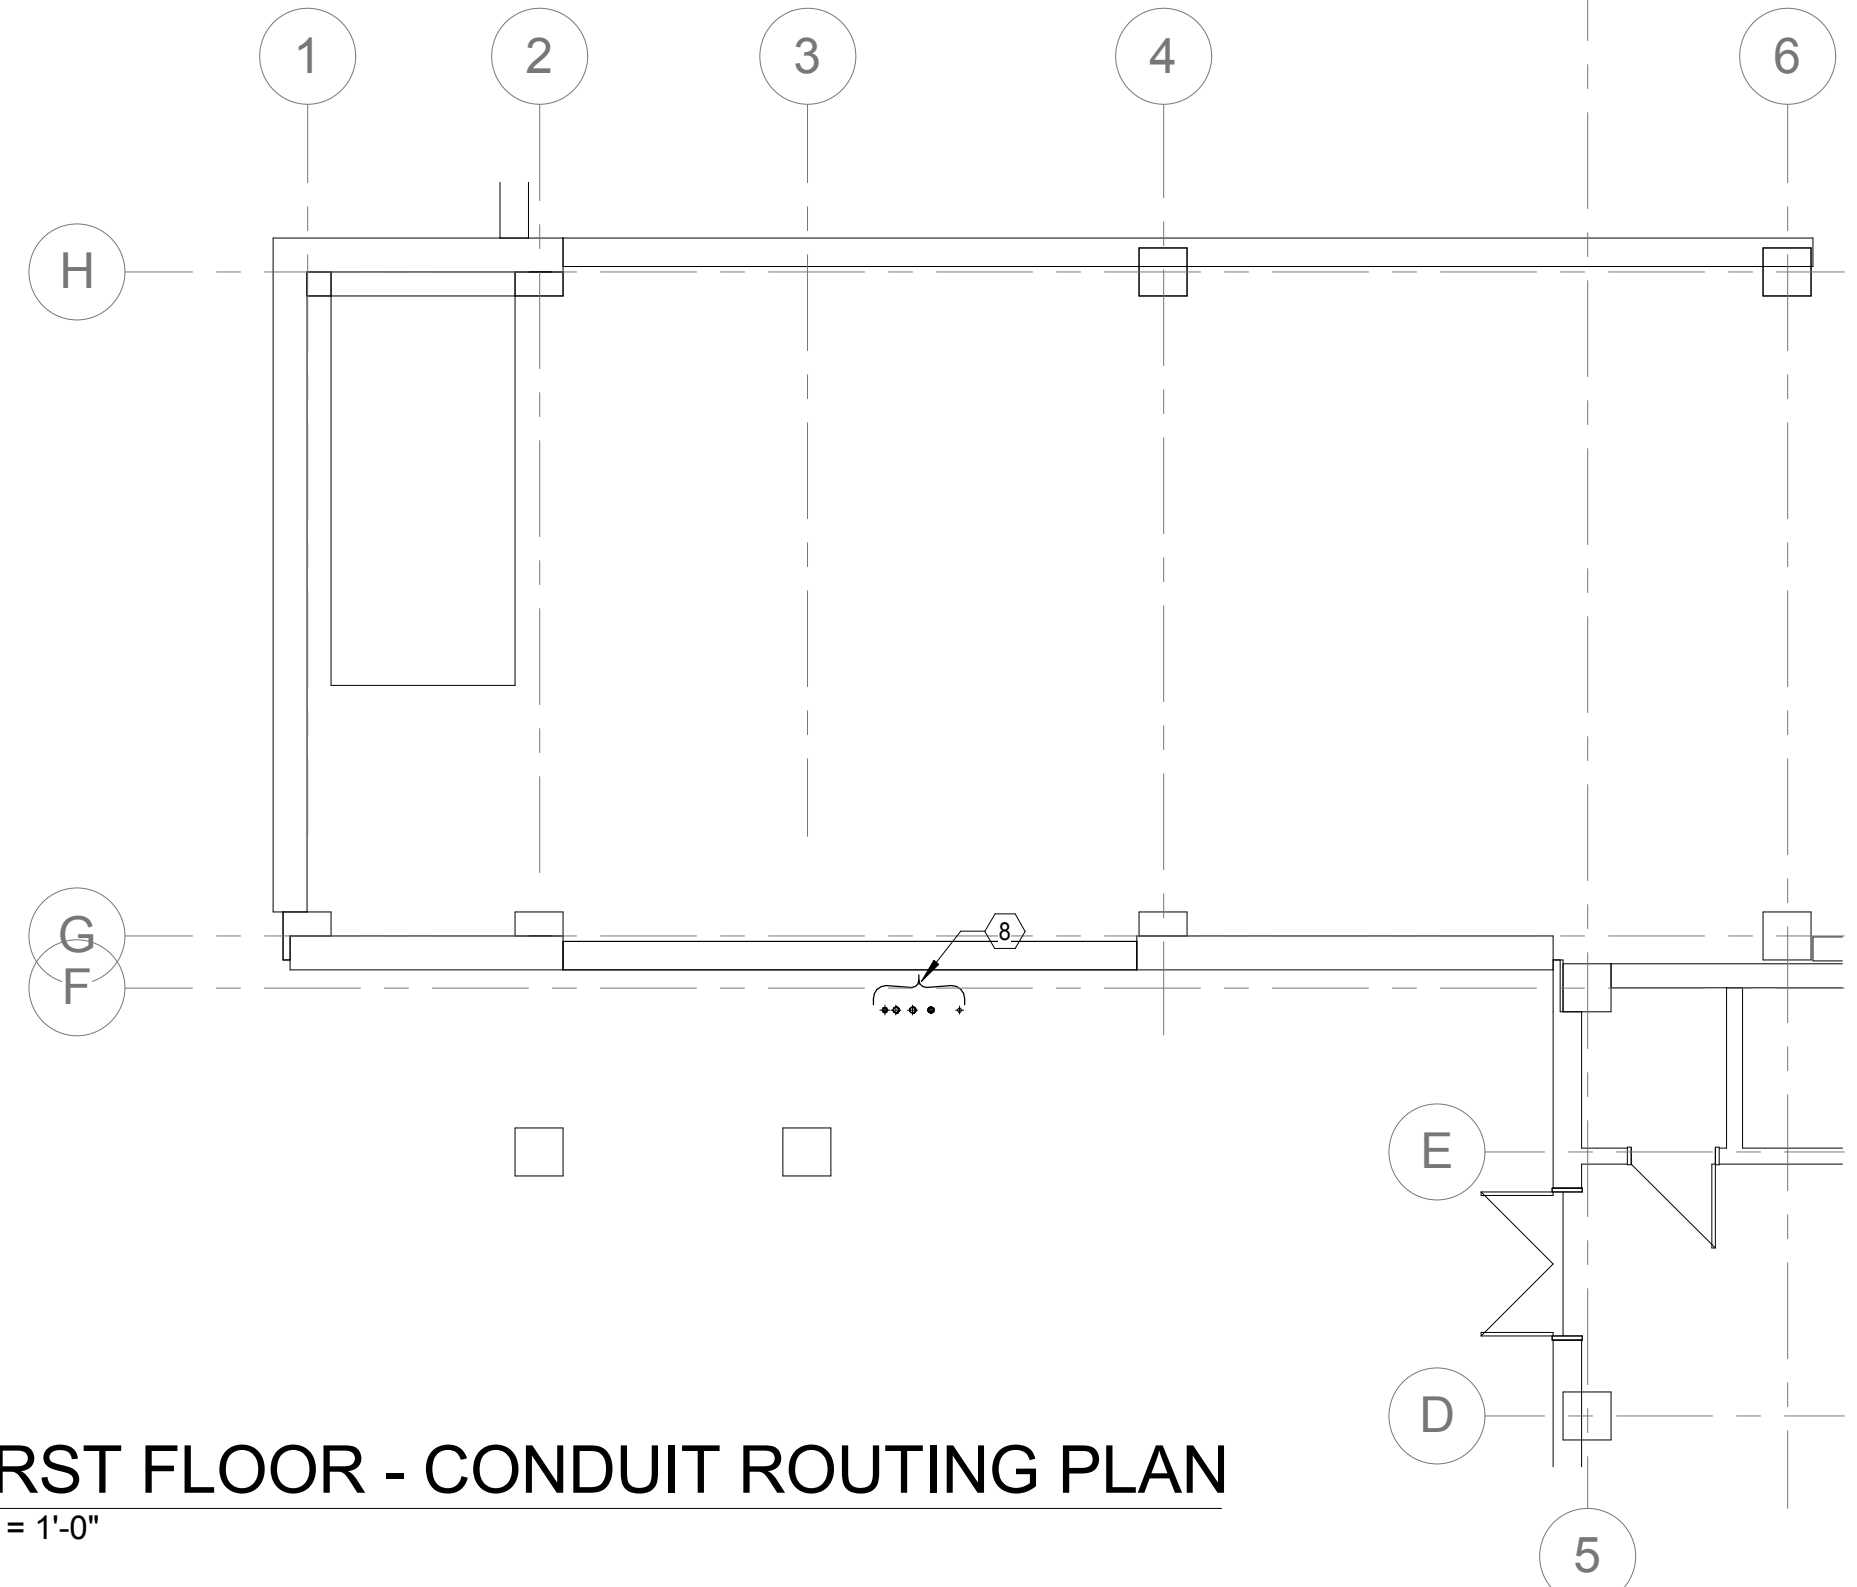 1 2 3 4 6
H
G
8
F
E
D
RST FLOOR - CONDUIT ROUTING PLAN
= 1'-0"
5